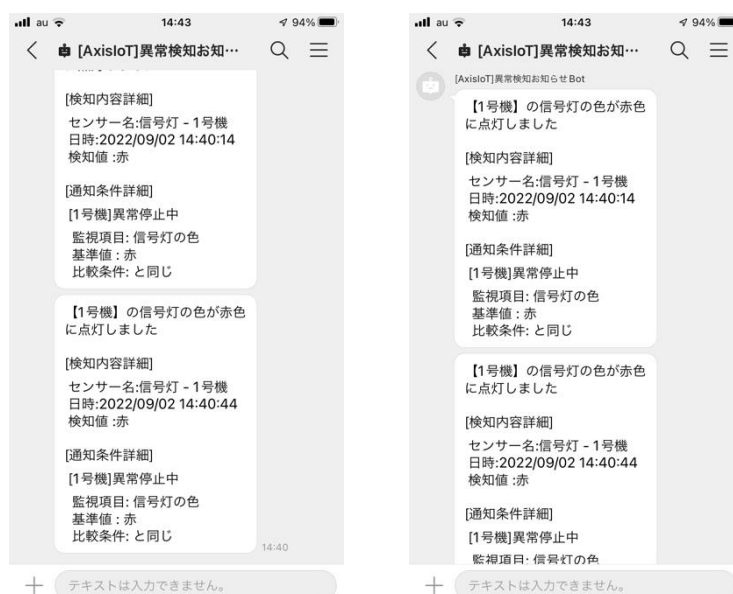 au
14:43
94%
[AxisIoT]異常検知お知…
[検知内容詳細]
センサー名:信号灯 - 1号機
日時:2022/09/02 14:40:14
検知値 :赤
[通知条件詳細]
[1号機]異常停止中
監視項目: 信号灯の色
基準値 : 赤
比較条件: と同じ
【1号機】の信号灯の色が赤色
に点灯しました
[検知内容詳細]
センサー名:信号灯 - 1号機
日時:2022/09/02 14:40:44
検知値 :赤
[通知条件詳細]
[1号機]異常停止中
監視項目: 信号灯の色
基準値 : 赤
比較条件: と同じ
14:40
テキストは入力できません。
au
14:43
94%
[AxisIoT]異常検知お知…
[AxisIoT]異常検知お知らせBot
【1号機】の信号灯の色が赤色
に点灯しました
[検知内容詳細]
センサー名:信号灯 - 1号機
日時:2022/09/02 14:40:14
検知値 :赤
[通知条件詳細]
[1号機]異常停止中
監視項目: 信号灯の色
基準値 : 赤
比較条件: と同じ
【1号機】の信号灯の色が赤色
に点灯しました
[検知内容詳細]
センサー名:信号灯 - 1号機
日時:2022/09/02 14:40:44
検知値 :赤
[通知条件詳細]
[1号機]異常停止中
監視項目: 信号灯の色
テキストは入力できません。